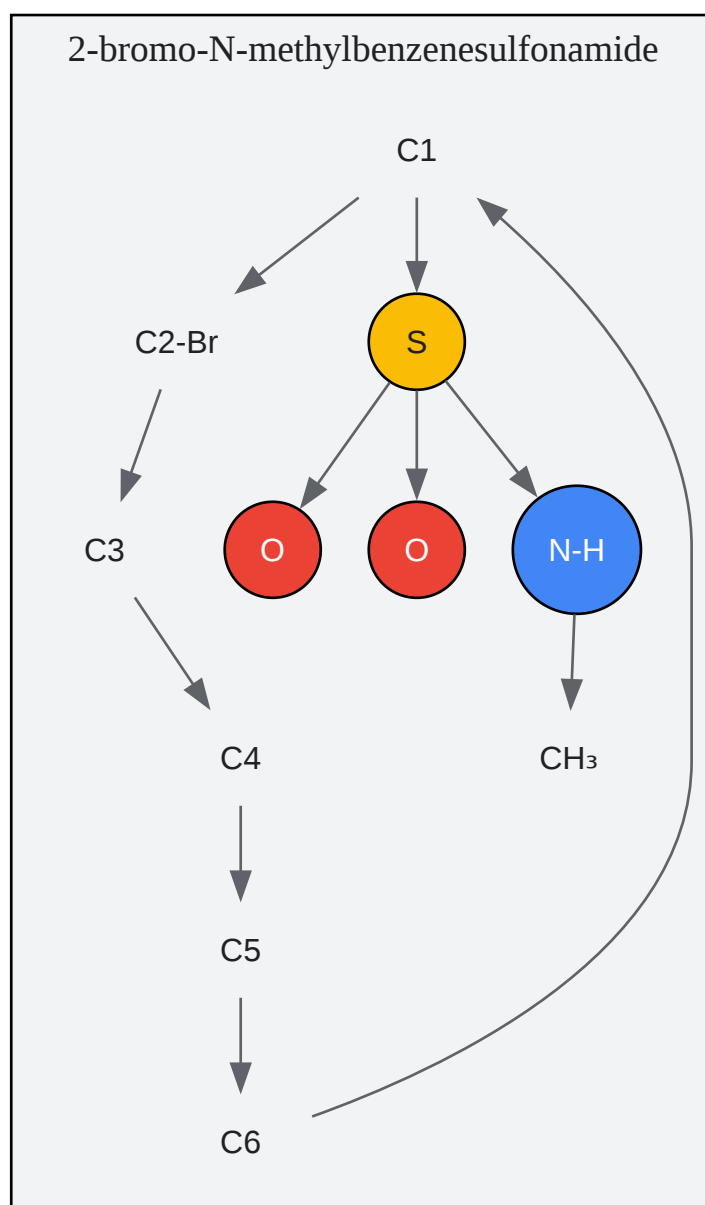 2-bromo-N-methylbenzenesulfonamide
C1
C2-Br
S
C3
O
O
N-H
C4
CH₃
C5
C6